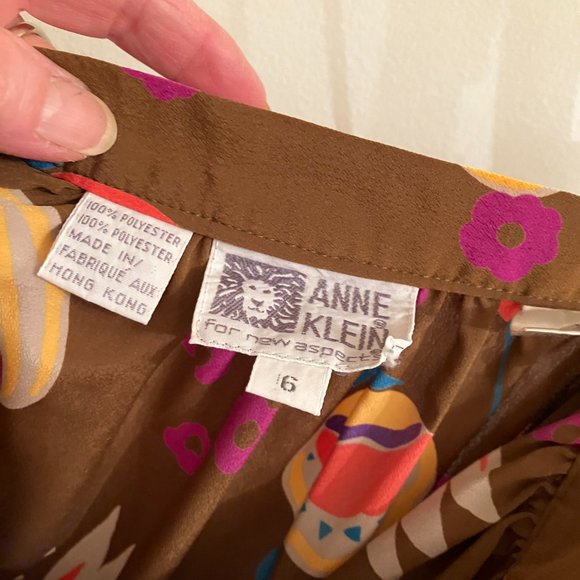 100% POLYESTER
100% POLYESTER
MADE IN/
FABRIQUÉ AUX
HONG KONG
ANNE
KLEIN®
for new aspects
6